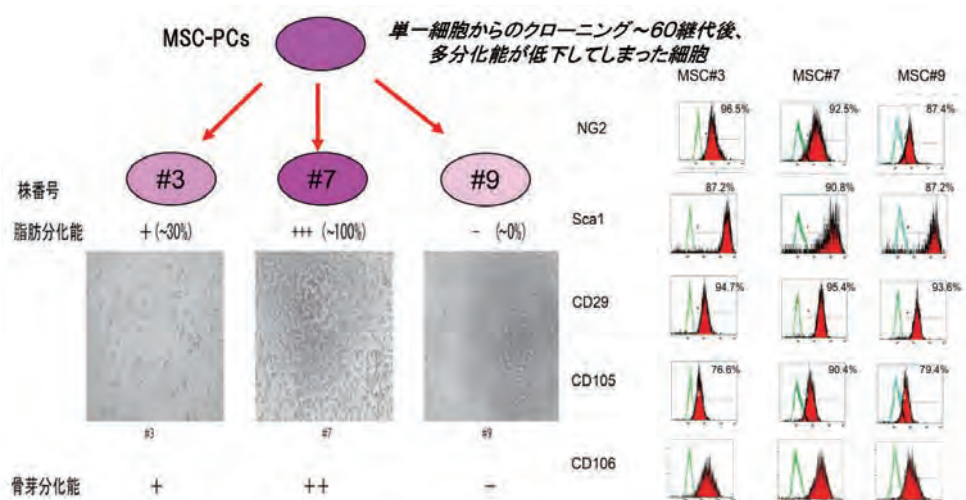 MSC-PCs
単一細胞からのクローニング~60継代後、
多分化能が低下してしまった細胞
株番号
#3
#7
#9
脂肪分化能
+(~30%)
+++ (~100%)
- (~0%)
#3
#7
#9
骨芽分化能
+
++
-
MSC#3
MSC#7
MSC#9
NG2
96.5%
92.5%
87.4%
Sca1
87.2%
90.8%
87.2%
CD29
94.7%
95.4%
93.6%
CD105
76.6%
90.4%
79.4%
CD106